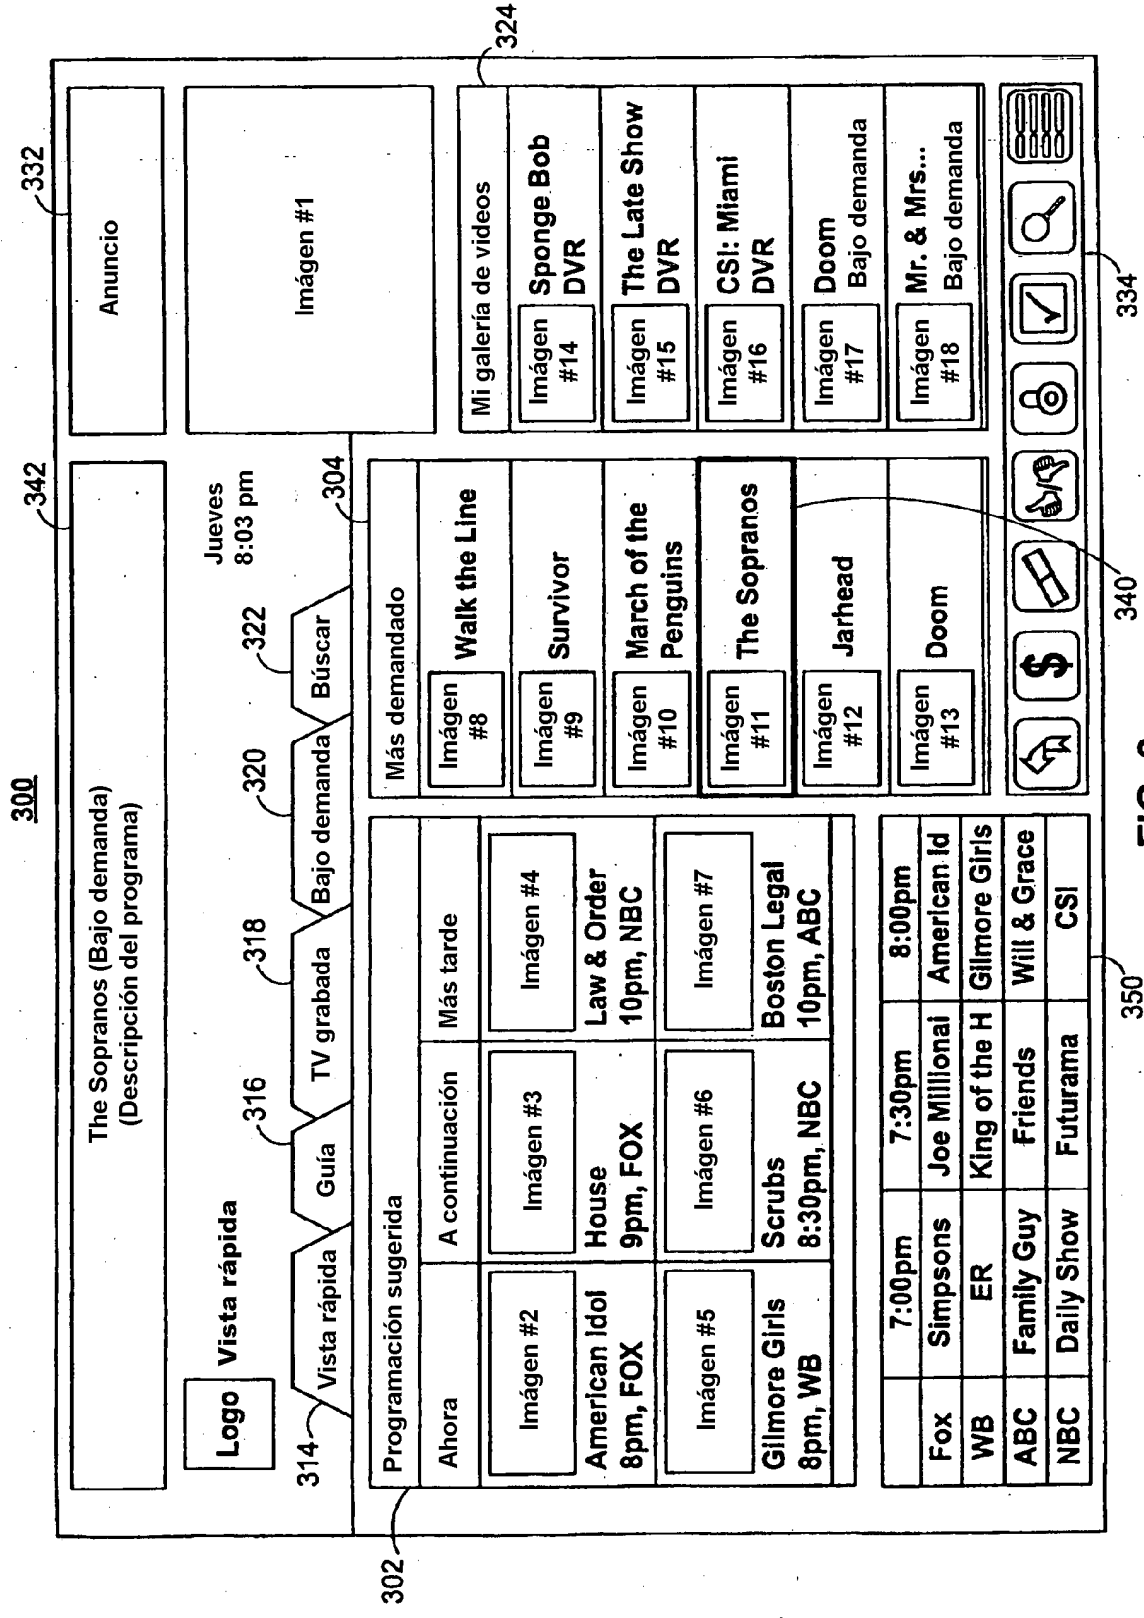 300
342
332
The Sopranos (Bajo demanda)
(Descripción del programa)
Anuncio
Logo
Vista rápida
Jueves
8:03 pm
Imágen #1
314
Vista rápida
316
Guía
318
TV grabada
320
Bajo demanda
322
Búscar
302
Programación sugerida
Ahora
A continuación
Más tarde
Imágen #2
American Idol
8pm, FOX
Imágen #3
House
9pm, FOX
Imágen #4
Law & Order
10pm, NBC
Imágen #5
Gilmore Girls
8pm, WB
Imágen #6
Scrubs
8:30pm, NBC
Imágen #7
Boston Legal
10pm, ABC
304
Más demandado
Imágen
#8
Walk the Line
Imágen
#9
Survivor
Imágen
#10
March of the
Penguins
Imágen
#11
The Sopranos
Imágen
#12
Jarhead
Imágen
#13
Doom
340
324
Mi galería de videos
Imágen
#14
Sponge Bob
DVR
Imágen
#15
The Late Show
DVR
Imágen
#16
CSI: Miami
DVR
Imágen
#17
Doom
Bajo demanda
Imágen
#18
Mr. & Mrs...
Bajo demanda
7:00pm 7:30pm 8:00pm
Fox Simpsons Joe Millionai American Id
WB ER King of the H Gilmore Girls
ABC Family Guy Friends Will & Grace
NBC Daily Show Futurama CSI
350
$
334